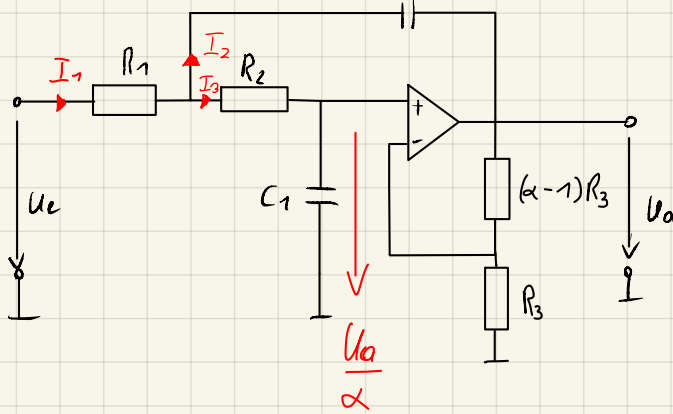 I₁
R₁
I₂
I₃
R₂
+
-
C₁
Ue
(α-1)R₃
Ua
R₃
Ua
α